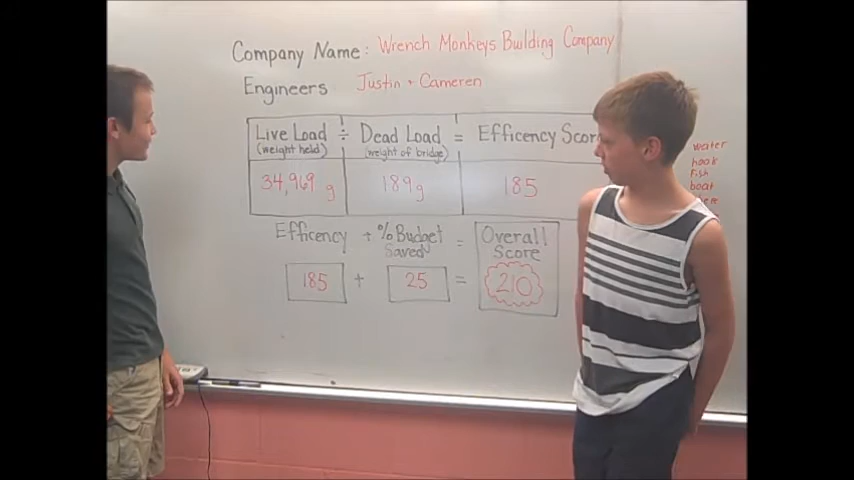 Company Name: Wrench Monkeys Building Company
Engineers Justin + Cameren
Live Load ÷ Dead Load = Efficency Score
(weight held) (weight of bridge)
34,969 g 189g 185
Efficency + % Budget Saved = Overall Score
185 + 25 = 210
water
hook
fish
boat